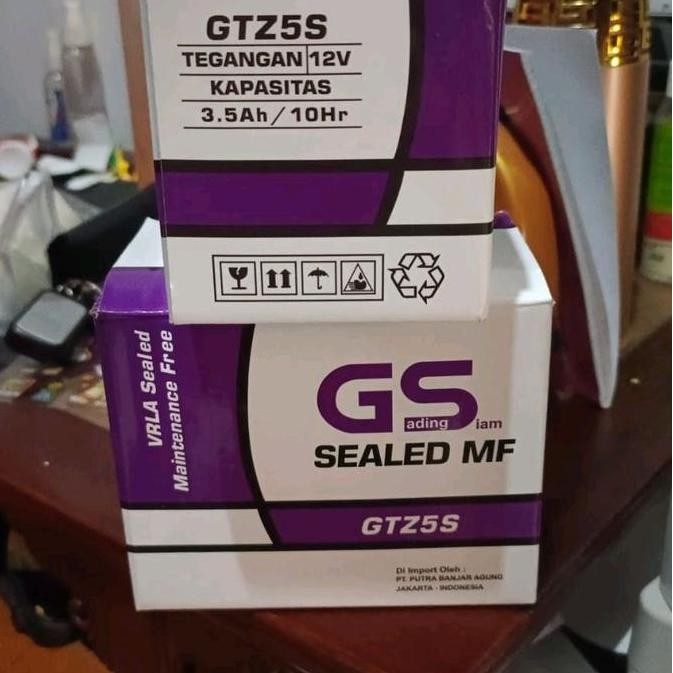 GTZ5S
TEGANGAN 12V
KAPASITAS
3.5Ah/10Hr
VRLA Sealed
Maintenance Free
GS
ading iam
SEALED MF
GTZ5S
Di Import Oleh :
PT. PUTRA BANJAR AGUNG
JAKARTA - INDONESIA